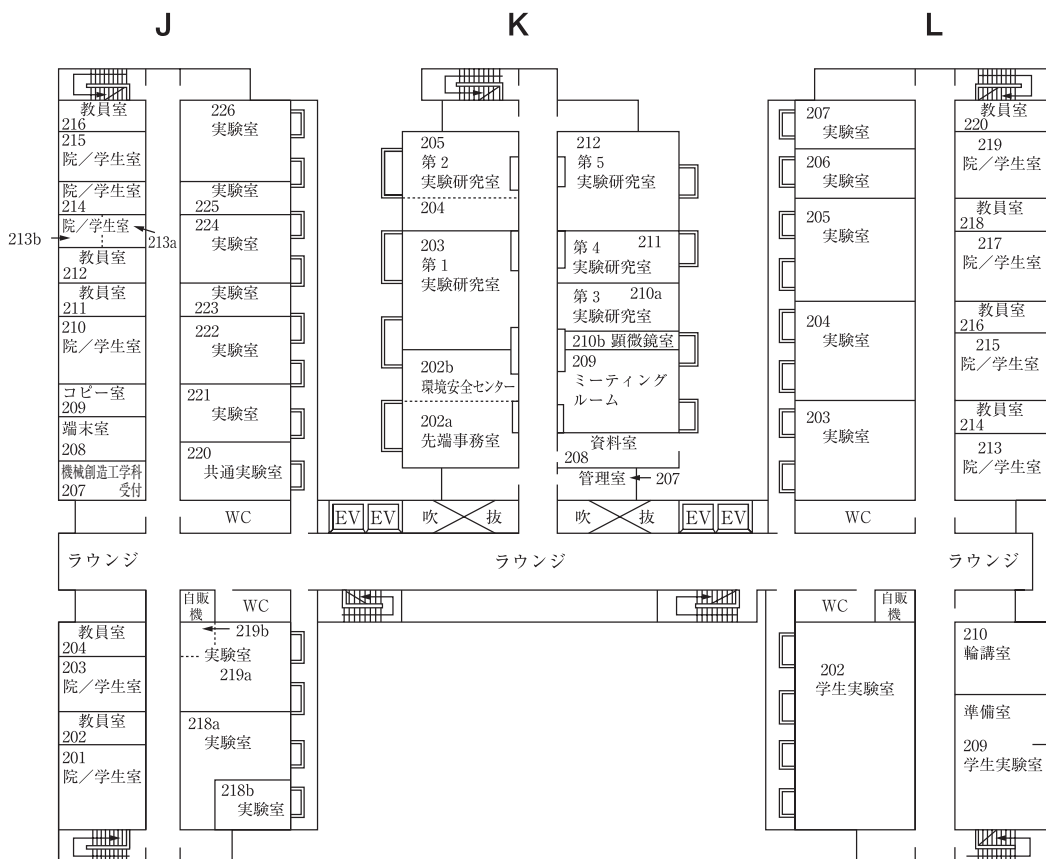 J
K
L
教員室
216
215
院／学生室
院／学生室
214
院／学生室
213b
213a
教員室
212
教員室
211
210
院／学生室
コピー室
209
端末室
208
機械創造工学科
207 受付
226
実験室
実験室
225
224
実験室
実験室
223
222
実験室
221
実験室
220
共通実験室
WC
205
第2
実験研究室
204
203
第1
実験研究室
202b
環境安全センター
202a
先端事務室
212
第5
実験研究室
第4 211
実験研究室
第3 210a
実験研究室
210b 顕微鏡室
209
ミーティング
ルーム
資料室
208
管理室 207
EV EV 吹 抜
吹 抜 EV EV
207
実験室
206
実験室
205
実験室
204
実験室
203
実験室
WC
教員室
220
219
院／学生室
教員室
218
217
院／学生室
教員室
216
215
院／学生室
教員室
214
213
院／学生室
ラウンジ
ラウンジ
ラウンジ
教員室
204
203
院／学生室
教員室
202
201
院／学生室
自販
機
WC
219b
実験室
219a
218a
実験室
218b
実験室
WC
自販
機
202
学生実験室
210
輪講室
準備室
209
学生実験室